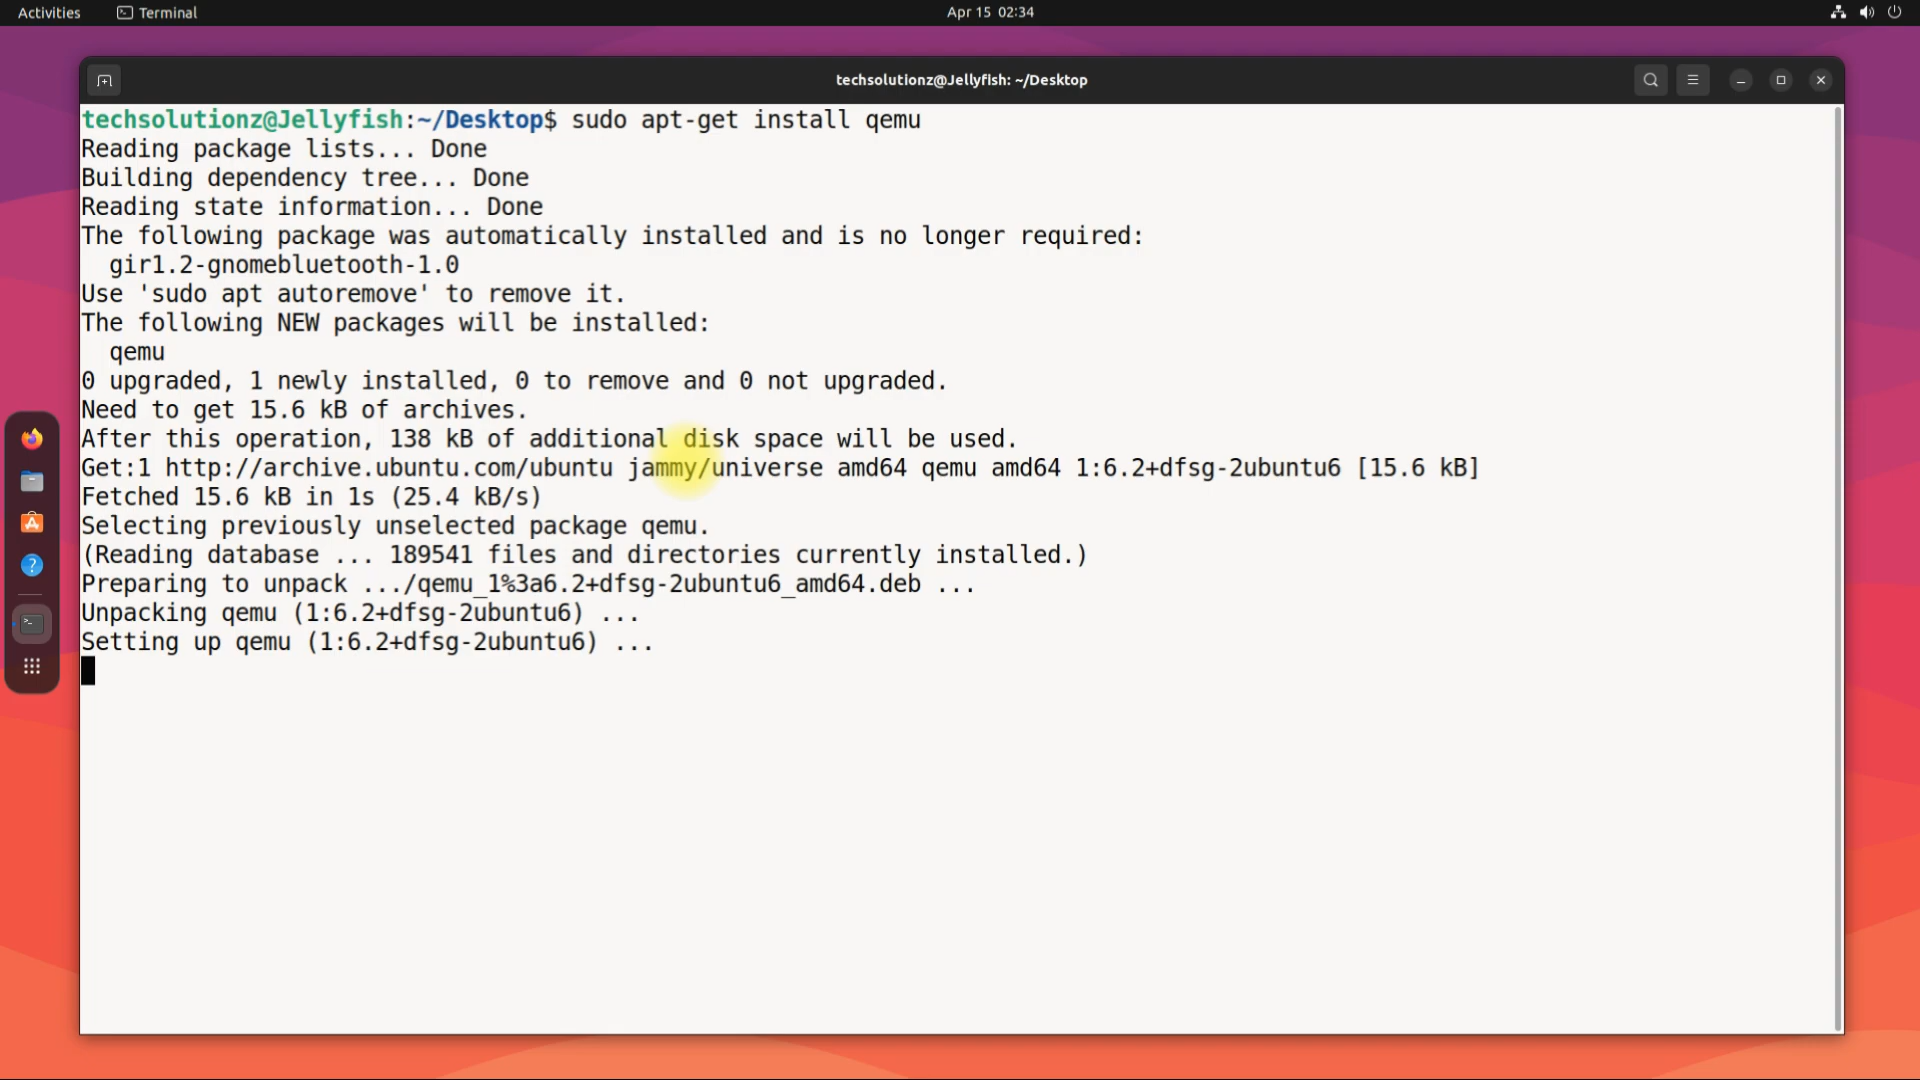 Activities
Terminal
Apr 15 02:34
techsolutionz@Jellyfish: ~/Desktop
techsolutionz@Jellyfish:~/Desktop$ sudo apt-get install qemu
Reading package lists... Done
Building dependency tree... Done
Reading state information... Done
The following package was automatically installed and is no longer required:
  gir1.2-gnomebluetooth-1.0
Use 'sudo apt autoremove' to remove it.
The following NEW packages will be installed:
  qemu
0 upgraded, 1 newly installed, 0 to remove and 0 not upgraded.
Need to get 15.6 kB of archives.
After this operation, 138 kB of additional disk space will be used.
Get:1 http://archive.ubuntu.com/ubuntu jammy/universe amd64 qemu amd64 1:6.2+dfsg-2ubuntu6 [15.6 kB]
Fetched 15.6 kB in 1s (25.4 kB/s)
Selecting previously unselected package qemu.
(Reading database ... 189541 files and directories currently installed.)
Preparing to unpack .../qemu_1%3a6.2+dfsg-2ubuntu6_amd64.deb ...
Unpacking qemu (1:6.2+dfsg-2ubuntu6) ...
Setting up qemu (1:6.2+dfsg-2ubuntu6) ...